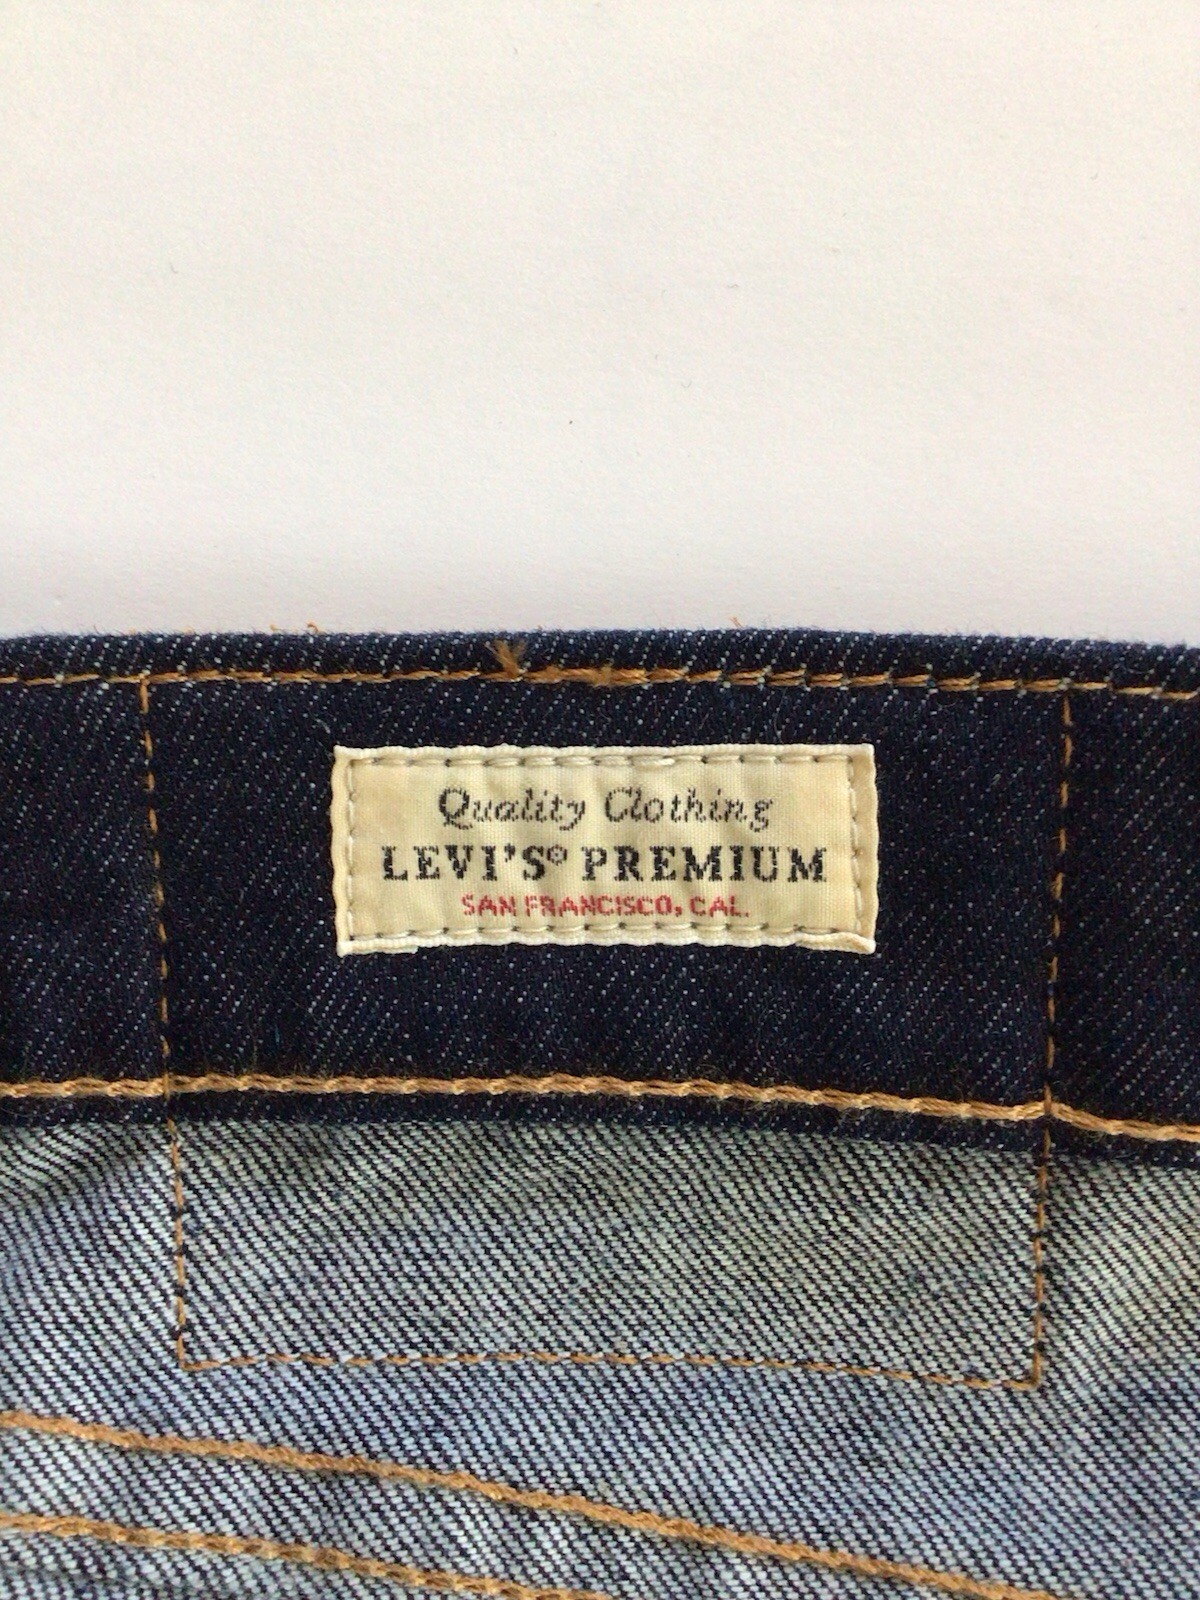 Quality Clothing
LEVI'S® PREMIUM
SAN FRANCISCO, CAL.